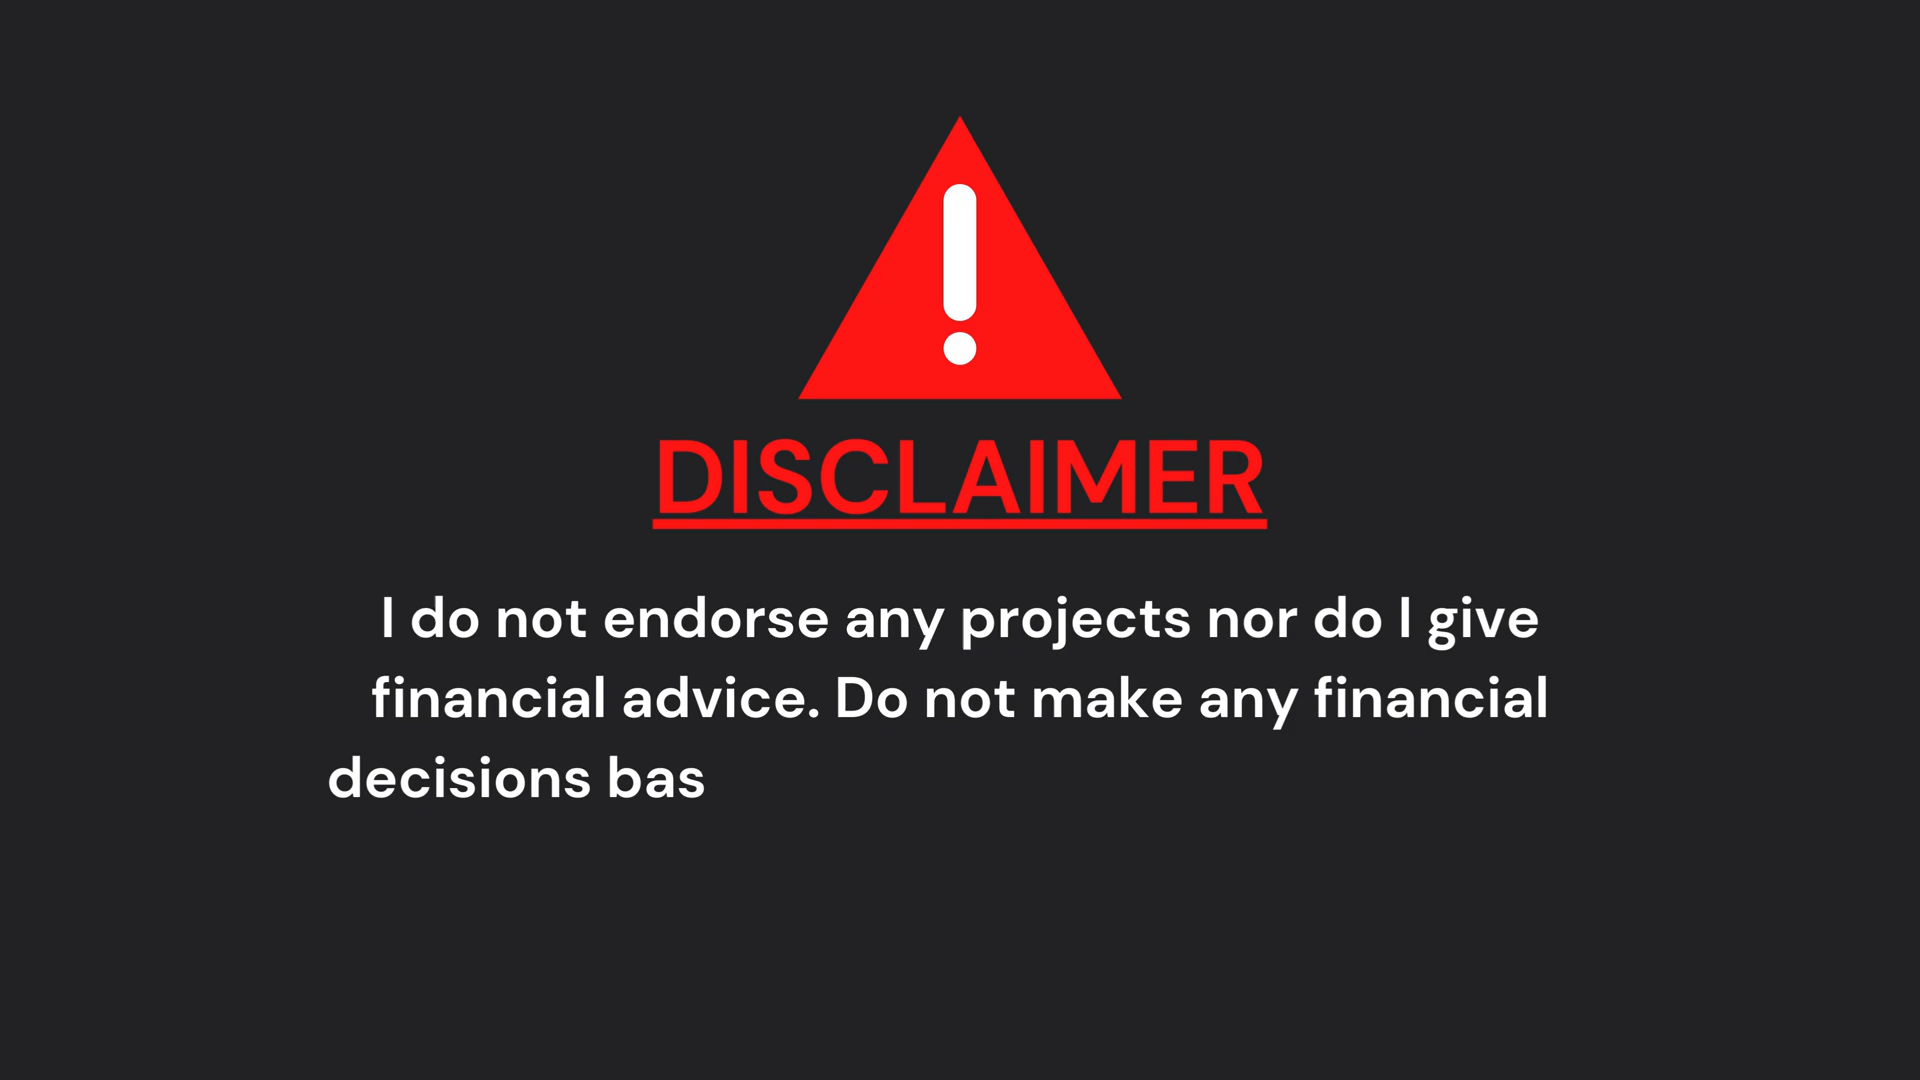 DISCLAIMER
I do not endorse any projects nor do I give
financial advice. Do not make any financial
decisions bas